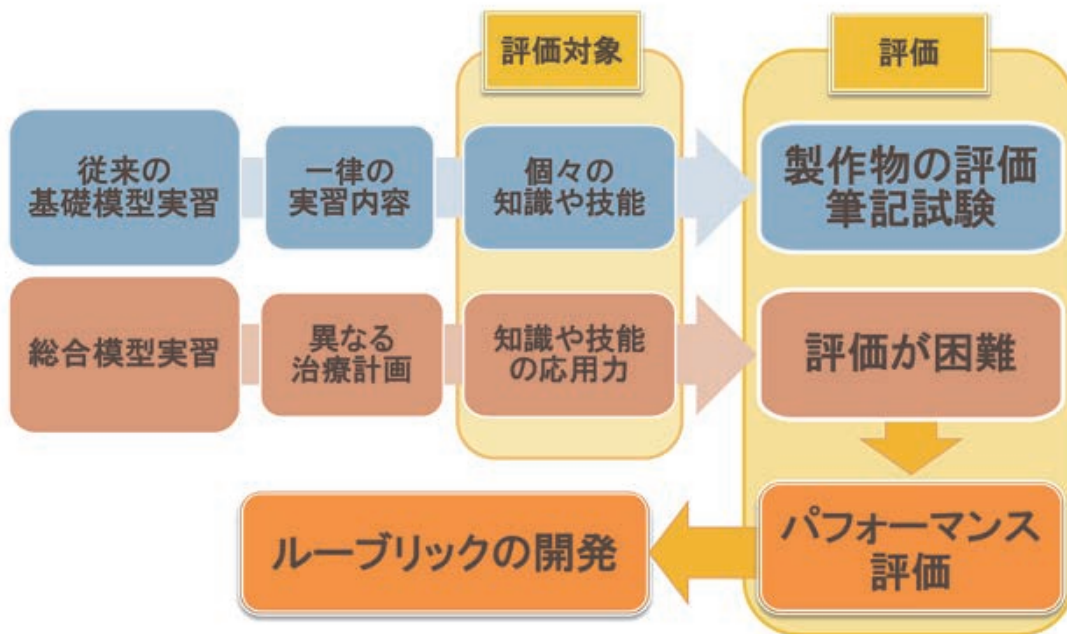 評価対象
評価
従来の
基礎模型実習
一律の
実習内容
個々の
知識や技能
製作物の評価
筆記試験
総合模型実習
異なる
治療計画
知識や技能
の応用力
評価が困難
ルーブリックの開発
パフォーマンス
評価